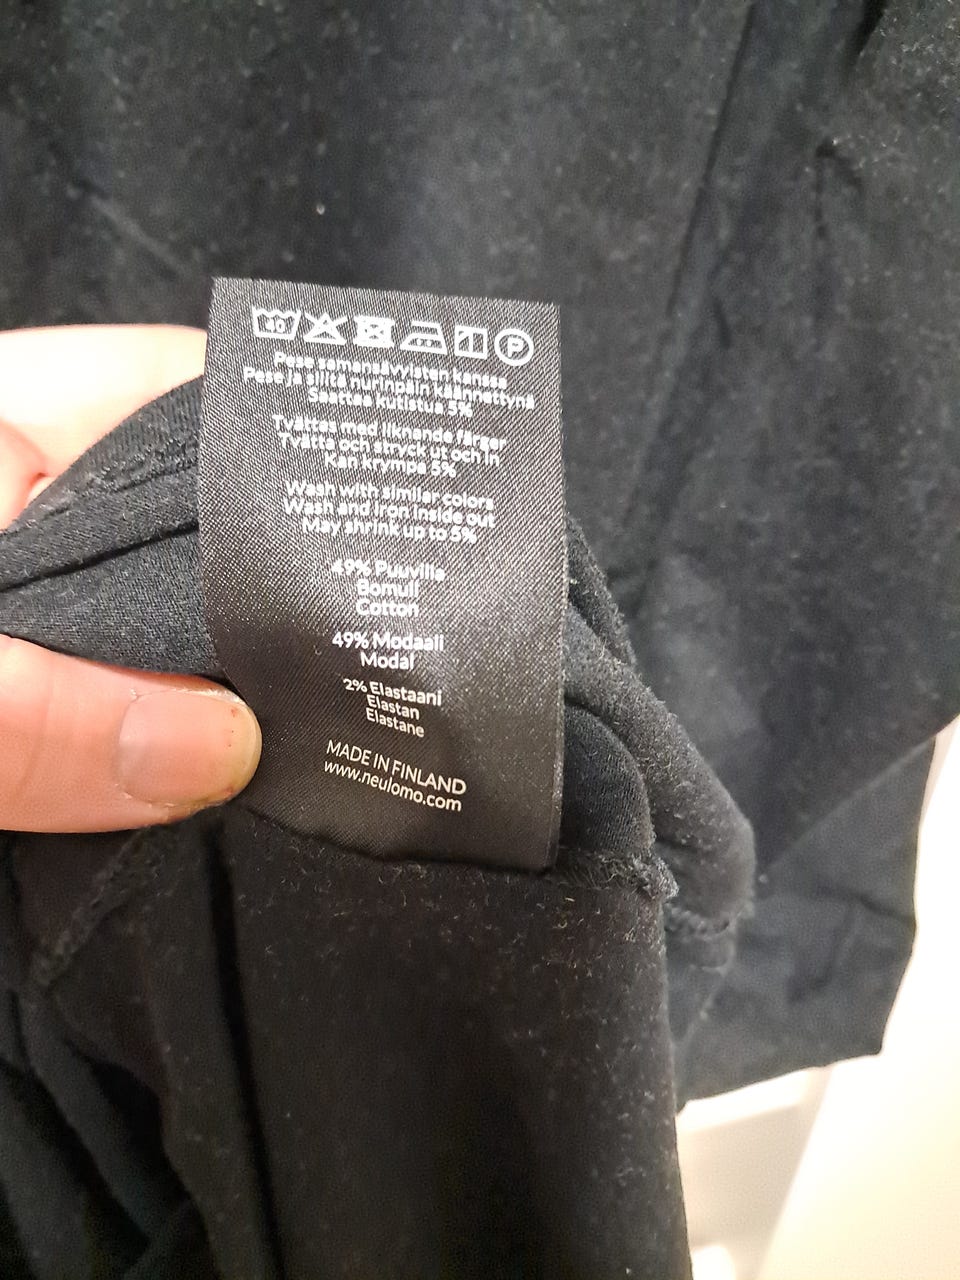 40 P
Pese samansävyisten kanssa
Pese ja silitä nurinpäin käännettynä
Saattaa kutistua 5%
Tvättas med liknande färger
Tvätta och stryck ut och in
Kan krympa 5%
Wash with similar colors
Wash and iron inside out
May shrink up to 5%
49% Puuvilla
Bomull
Cotton
49% Modaali
Modal
2% Elastaani
Elastan
Elastane
MADE IN FINLAND
www.neulomo.com